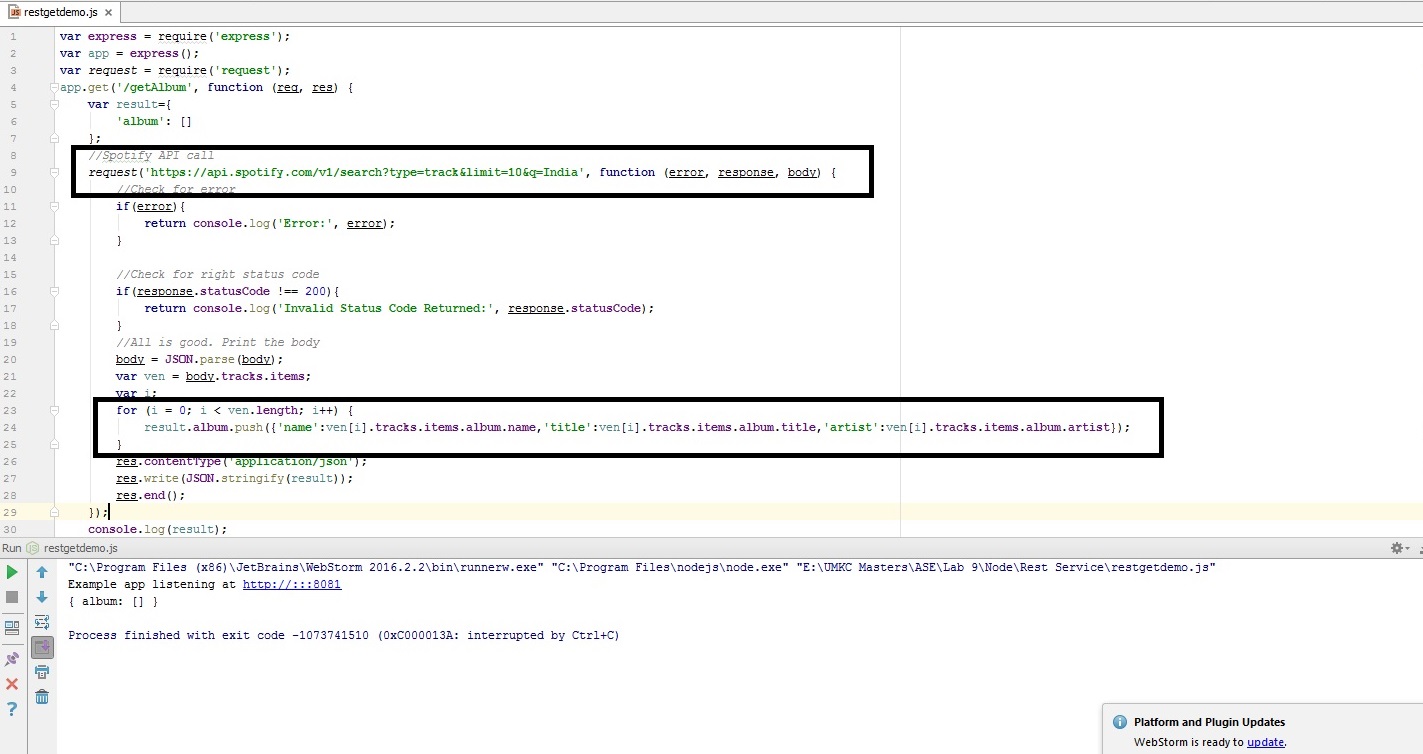 restgetdemo.js
1 var express = require('express');
2 var app = express();
3 var request = require('request');
4 app.get('/getAlbum', function (req, res) {
5 var result={
6 'album': []
7 };
8 //Spotify API call
9 request('https://api.spotify.com/v1/search?type=track&limit=10&q=India', function (error, response, body) {
10 //Check for error
11 if(error){
12 return console.log('Error:', error);
13 }
14
15 //Check for right status code
16 if(response.statusCode !== 200){
17 return console.log('Invalid Status Code Returned:', response.statusCode);
18 }
19 //All is good. Print the body
20 body = JSON.parse(body);
21 var ven = body.tracks.items;
22 var i;
23 for (i = 0; i < ven.length; i++) {
24 result.album.push({'name':ven[i].tracks.items.album.name,'title':ven[i].tracks.items.album.title,'artist':ven[i].tracks.items.album.artist});
25 }
26 res.contentType('application/json');
27 res.write(JSON.stringify(result));
28 res.end();
29 });
30 console.log(result);
Run restgetdemo.js
"C:\Program Files (x86)\JetBrains\WebStorm 2016.2.2\bin\runnerw.exe" "C:\Program Files\nodejs\node.exe" "E:\UMKC Masters\ASE\Lab 9\Node\Rest Service\restgetdemo.js"
Example app listening at http://:::8081
{ album: [] }
Process finished with exit code -1073741510 (0xC000013A: interrupted by Ctrl+C)
Platform and Plugin Updates
WebStorm is ready to update.